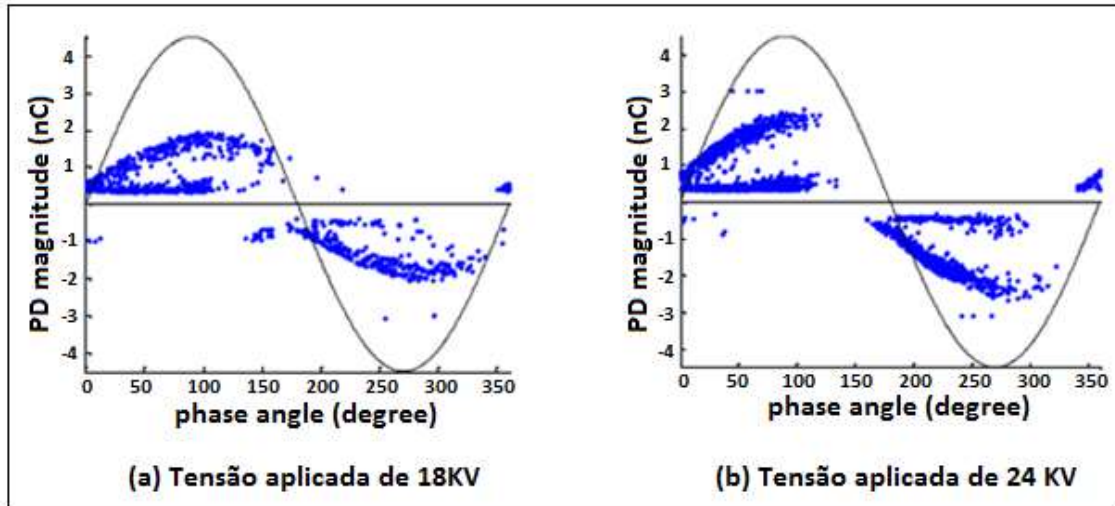 4
3
2
1
-1
-2
-3
-4
PD magnitude (nC)
0 50 100 150 200 250 300 350
phase angle (degree)
(a) Tensão aplicada de 18KV
4
3
2
1
-1
-2
-3
-4
PD magnitude (nC)
0 50 100 150 200 250 300 350
phase angle (degree)
(b) Tensão aplicada de 24 KV